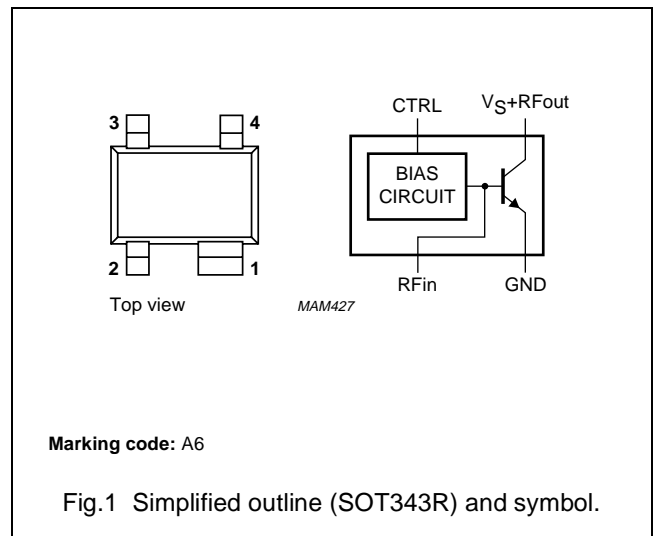 3 4
CTRL VS+RFout
BIAS
CIRCUIT
2 1
RFin GND
Top view MAM427
Marking code: A6
Fig.1 Simplified outline (SOT343R) and symbol.